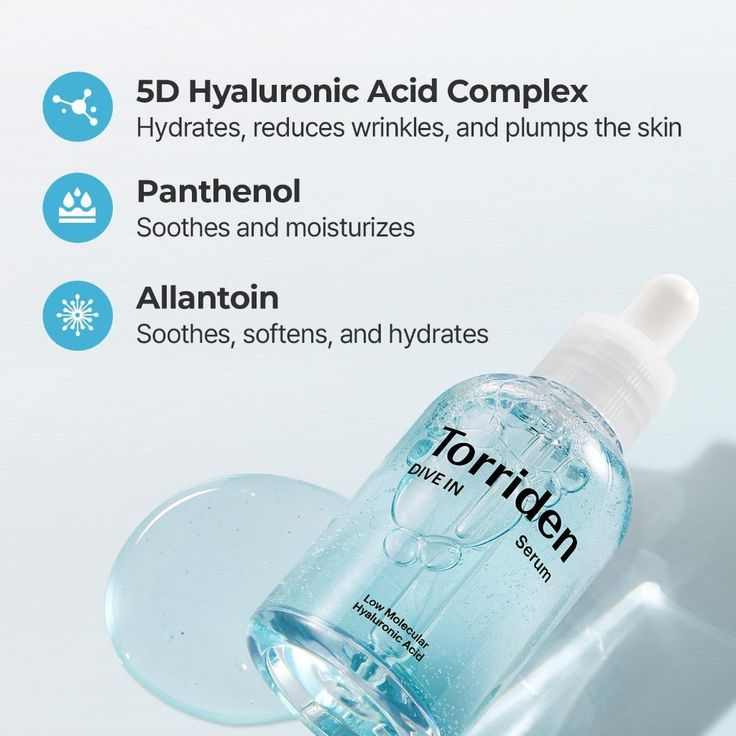 5D Hyaluronic Acid Complex
Hydrates, reduces wrinkles, and plumps the skin
Panthenol
Soothes and moisturizes
Allantoin
Soothes, softens, and hydrates
Torriden
DIVE IN
Serum
Low Molecular
Hyaluronic Acid